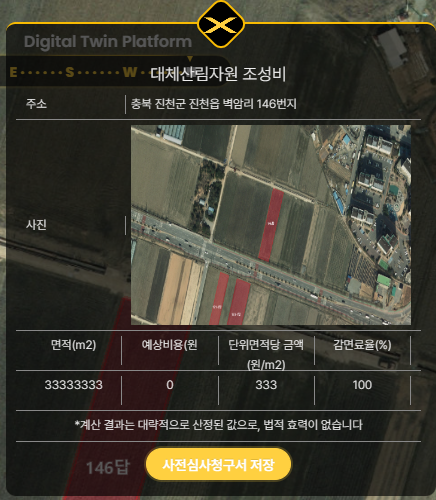 Digital Twin Platform
E S W
대체산림자원 조성비
주소 충북 진천군 진천읍 벽암리 146번지
사진
면적(m2) 예상비용(원 단위면적당 금액 감면료율(%)
(원/m2)
33333333 0 333 100
*계산 결과는 대략적으로 산정된 값으로, 법적 효력이 없습니다
146답
사전심사청구서 저장